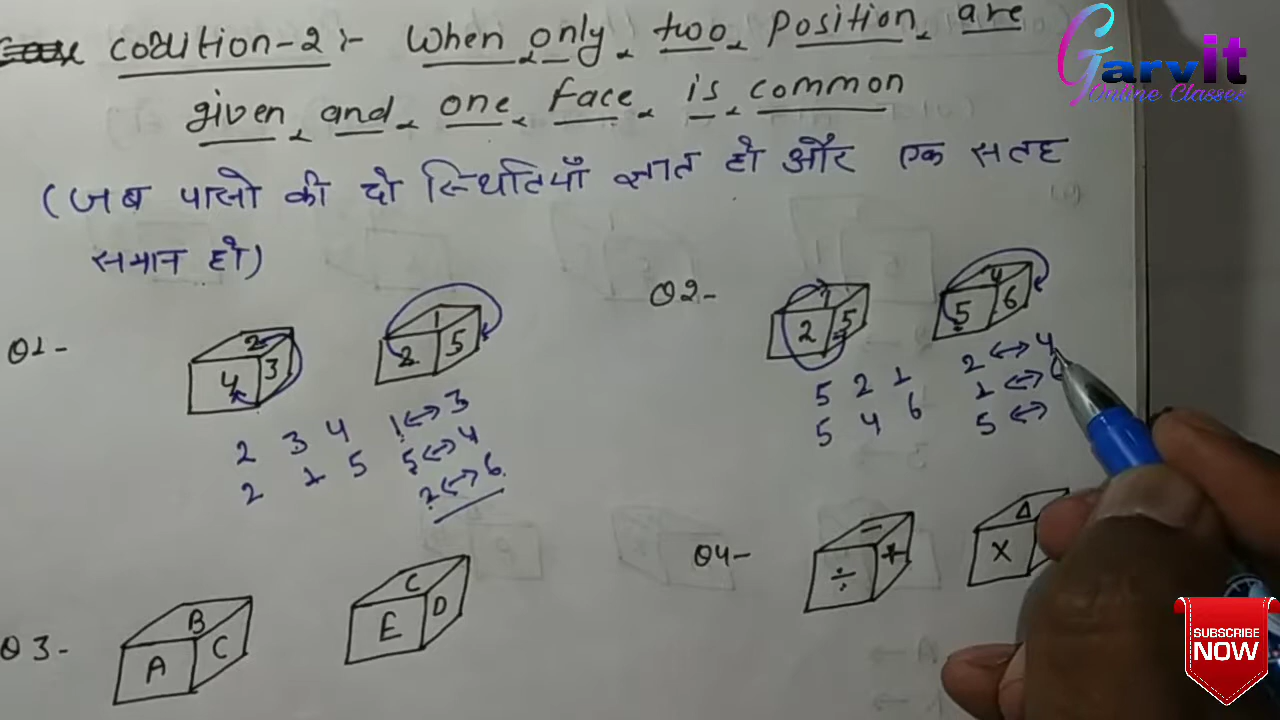 Condition-2:- When only two position are
given and one face is common
(जब पासो की दो स्थितियाँ ज्ञात हो और एक सतह
समान हो)
Garvit
Online Classes
Q1-
2
4 3
1
2 5
2 3 4
2 1 5
1↔3
5↔4
2↔6
Q2-
1
2 5
4
5 6
5 2 1
5 4 6
2↔4
1↔6
5↔
Q3-
B
A C
C
E D
Q4-
−
÷ +
Δ
×
SUBSCRIBE
NOW